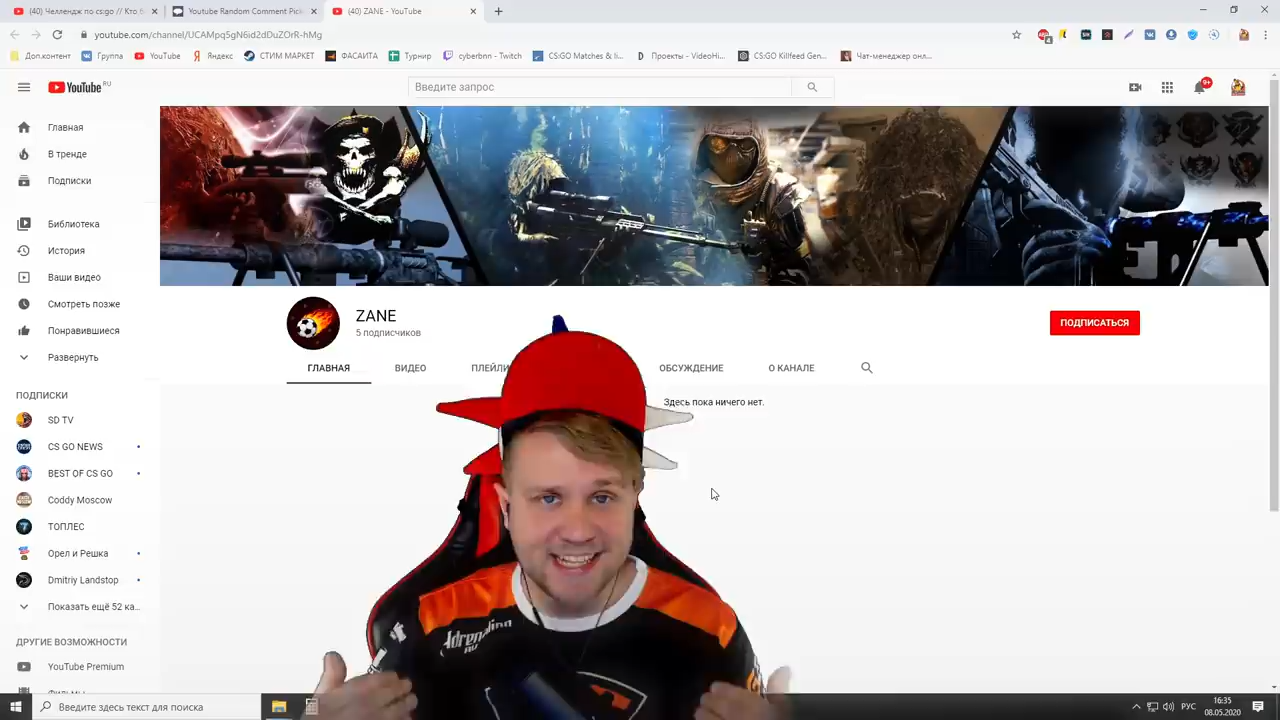 (40) Челлендж по cs:go // Кто б
Youtube Random Comment Pick
(40) ZANE - YouTube
youtube.com/channel/UCAMpq5gN6id2dDuZOrR-hMg
Доп.контент
Группа
YouTube
Яндекс
СТИМ МАРКЕТ
ФАСАИТА
Турнир
cyberbnn - Twitch
CS:GO Matches & li...
Проекты - VideoHi...
CS:GO Killfeed Gen...
Чат-менеджер онл...
YouTube RU
Введите запрос
9+
Главная
В тренде
Подписки
Библиотека
История
Ваши видео
Смотреть позже
Понравившиеся
Развернуть
ПОДПИСКИ
SD TV
CS GO NEWS
BEST OF CS GO
Coddy Moscow
ТОПЛЕС
Орел и Решка
Dmitriy Landstop
Показать ещё 52 ка...
ДРУГИЕ ВОЗМОЖНОСТИ
YouTube Premium
Фильмы
ZANE
5 подписчиков
ПОДПИСАТЬСЯ
ГЛАВНАЯ
ВИДЕО
ПЛЕЙЛИ
ОБСУЖДЕНИЕ
О КАНАЛЕ
Здесь пока ничего нет.
Adrenalinn
RU
Введите здесь текст для поиска
РУС
16:35
08.05.2020